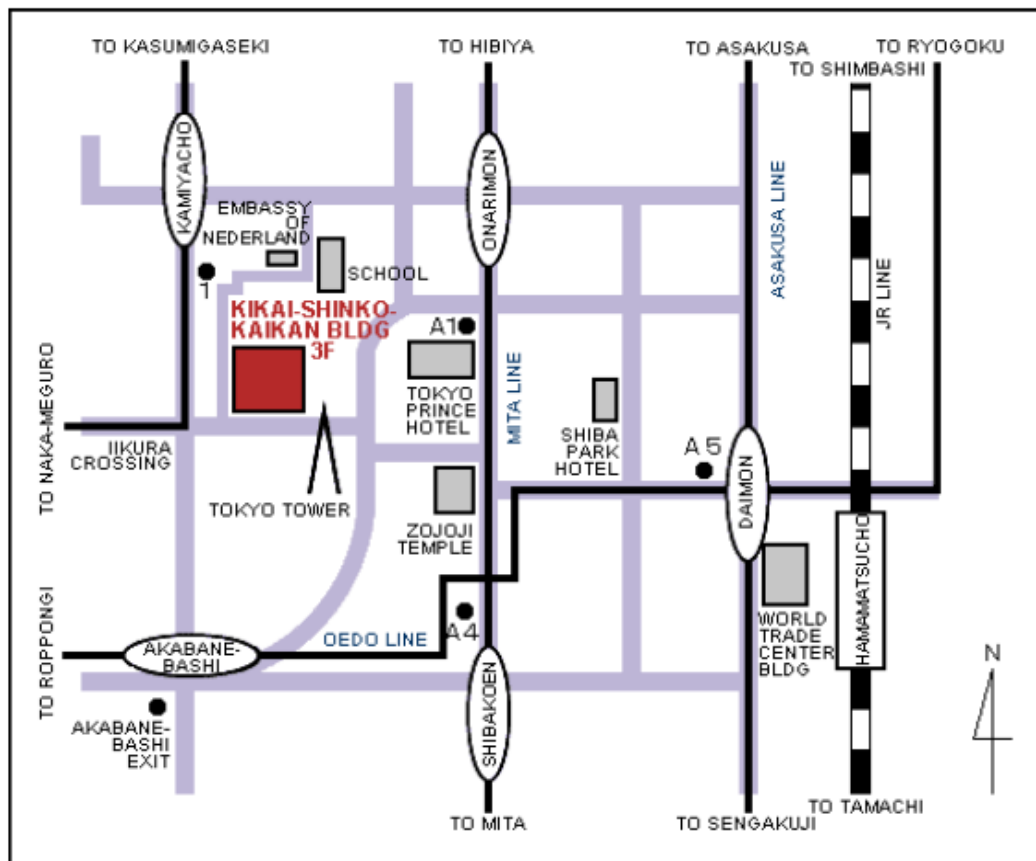 TO KASUMIGASEKI
TO HIBIYA
TO ASAKUSA
TO RYOGOKU
TO SHIMBASHI
KAMIYACHO
ONARIMON
ASAKUSA LINE
JR LINE
EMBASSY
OF
NEDERLAND
SCHOOL
1
KIKAI-SHINKO-
KAIKAN BLDG
3F
A1
TOKYO
PRINCE
HOTEL
MITA LINE
SHIBA
PARK
HOTEL
A5
DAIMON
TO NAKA-MEGURO
IIKURA
CROSSING
TOKYO TOWER
ZOJOJI
TEMPLE
HAMAMATSUCHO
WORLD
TRADE
CENTER
BLDG
A4
OEDO LINE
TO ROPPONGI
AKABANE-
BASHI
SHIBAKOEN
AKABANE-
BASHI
EXIT
N
TO MITA
TO SENGAKUJI
TO TAMACHI